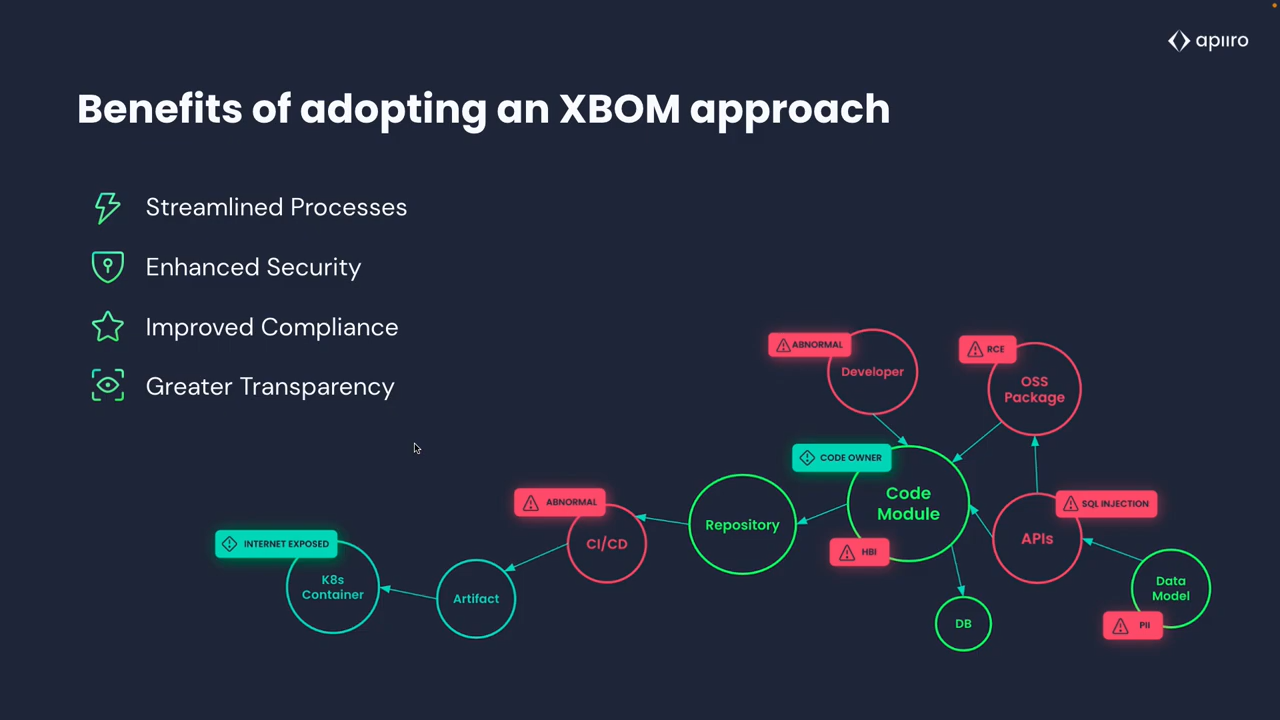 apiiro
Benefits of adopting an XBOM approach
Streamlined Processes
Enhanced Security
Improved Compliance
Greater Transparency
ABNORMAL
Developer
RCE
OSS
Package
CODE OWNER
Code
Module
HBI
SQL INJECTION
APIs
Data
Model
PII
DB
Repository
ABNORMAL
CI/CD
Artifact
INTERNET EXPOSED
K8s
Container